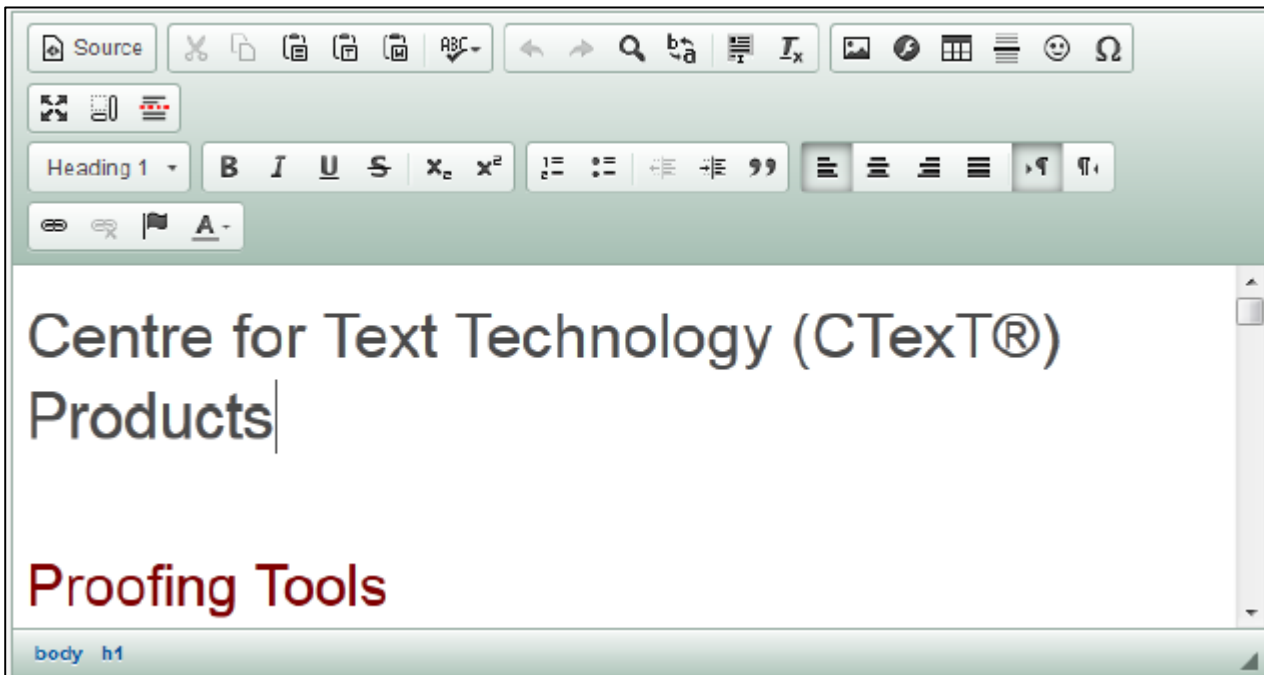 Source
Heading 1
Centre for Text Technology (CTexT®)
Products
Proofing Tools
body h1